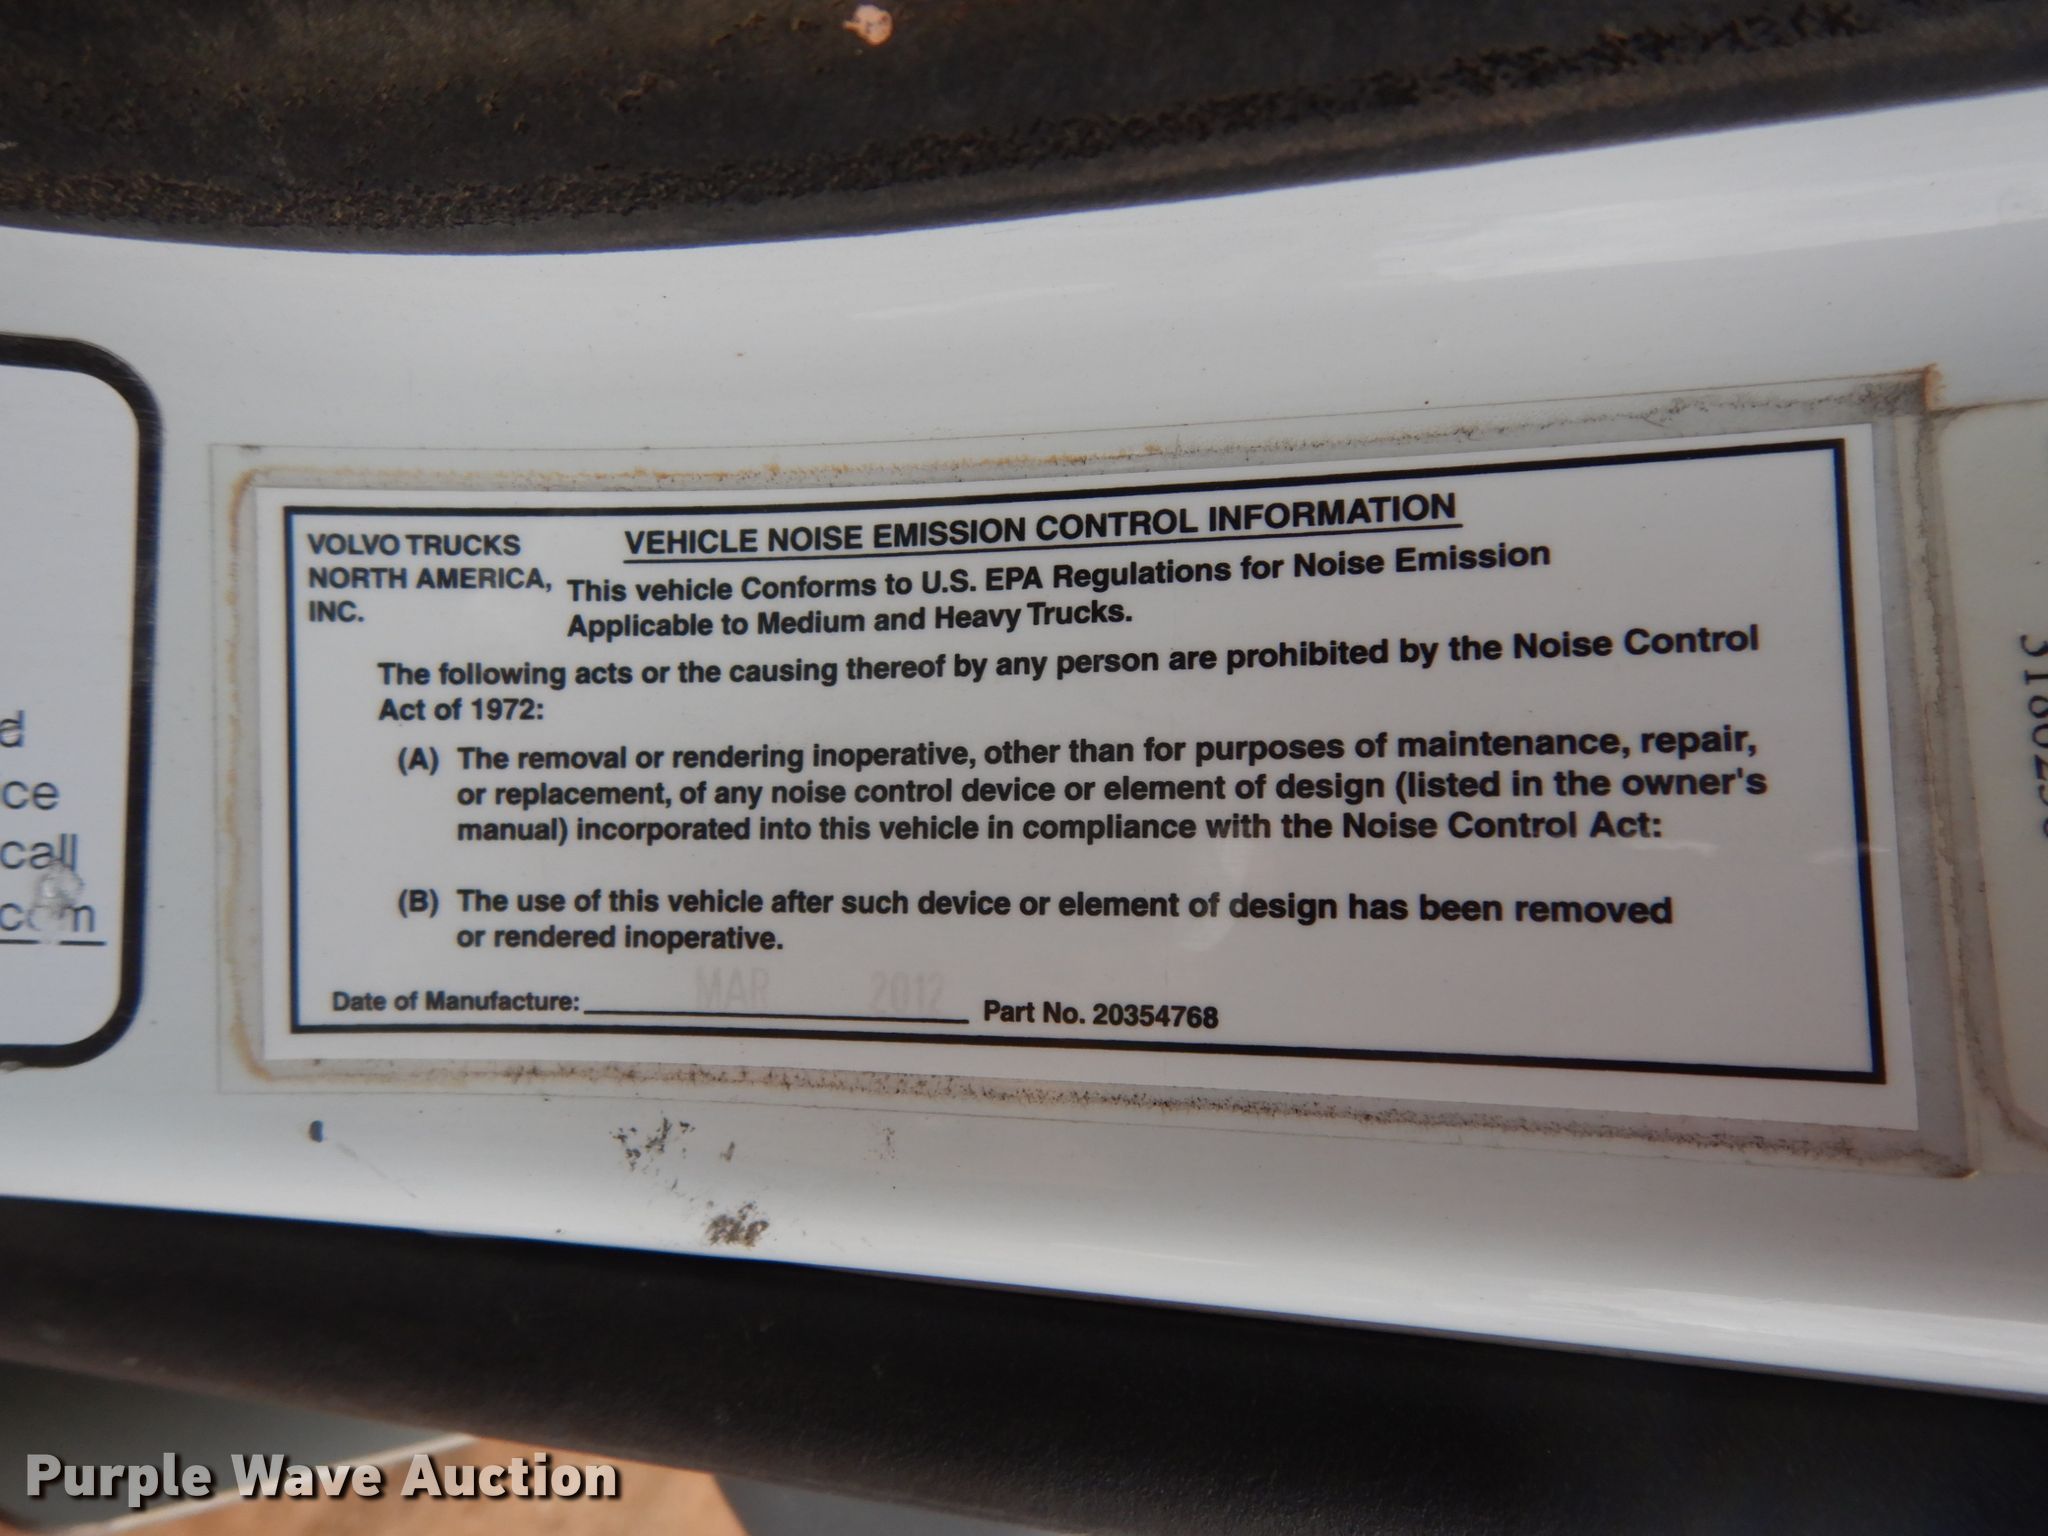 d
ce
call
com
VOLVO TRUCKS
NORTH AMERICA,
INC.
VEHICLE NOISE EMISSION CONTROL INFORMATION
This vehicle Conforms to U.S. EPA Regulations for Noise Emission
Applicable to Medium and Heavy Trucks.
The following acts or the causing thereof by any person are prohibited by the Noise Control
Act of 1972:
(A) The removal or rendering inoperative, other than for purposes of maintenance, repair,
or replacement, of any noise control device or element of design (listed in the owner's
manual) incorporated into this vehicle in compliance with the Noise Control Act:
(B) The use of this vehicle after such device or element of design has been removed
or rendered inoperative.
Date of Manufacture: MAR 2012 Part No. 20354768
Purple Wave Auction